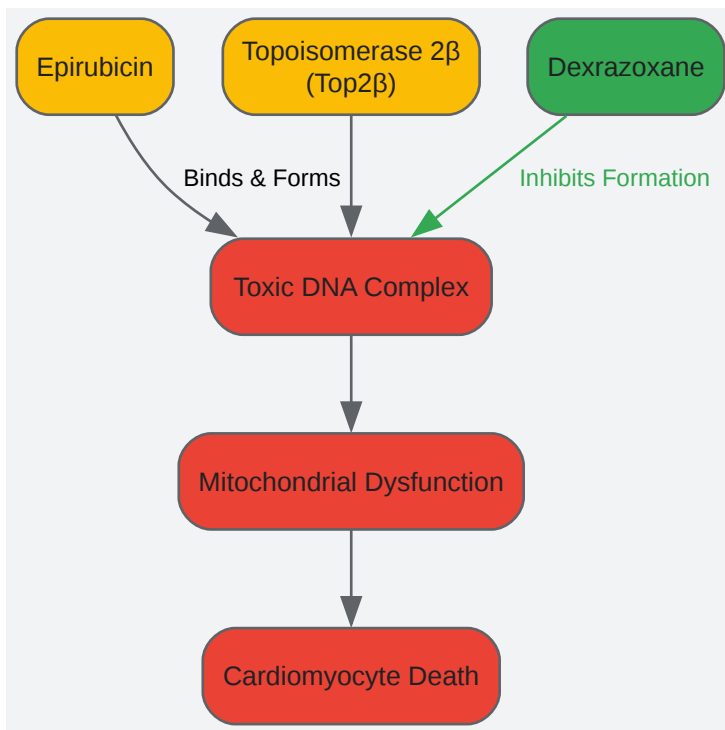 Epirubicin
Topoisomerase 2β
(Top2β)
Dexrazoxane
Binds & Forms
Inhibits Formation
Toxic DNA Complex
Mitochondrial Dysfunction
Cardiomyocyte Death